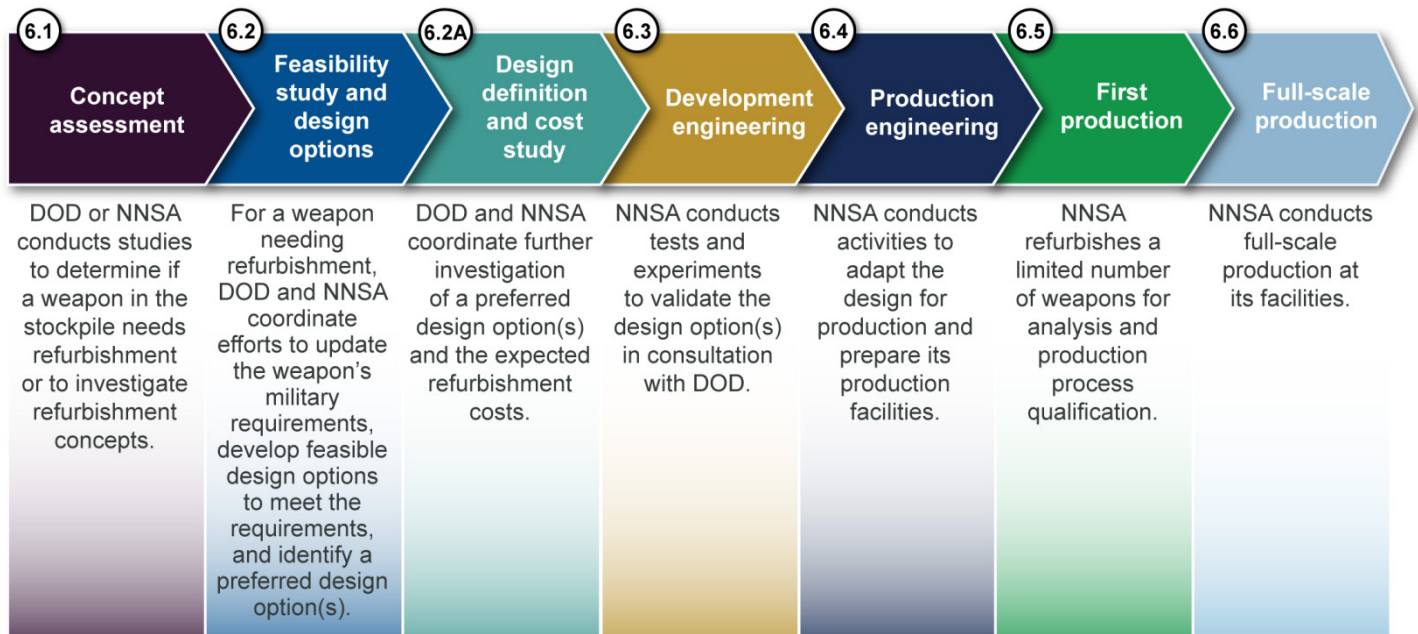 6.1
Concept
assessment
DOD or NNSA
conducts studies
to determine if
a weapon in the
stockpile needs
refurbishment
or to investigate
refurbishment
concepts.
6.2
Feasibility
study and
design
options
For a weapon
needing
refurbishment,
DOD and NNSA
coordinate
efforts to update
the weapon’s
military
requirements,
develop feasible
design options
to meet the
requirements,
and identify a
preferred design
option(s).
6.2A
Design
definition
and cost
study
DOD and NNSA
coordinate further
investigation
of a preferred
design option(s)
and the expected
refurbishment
costs.
6.3
Development
engineering
NNSA conducts
tests and
experiments
to validate the
design option(s)
in consultation
with DOD.
6.4
Production
engineering
NNSA conducts
activities to
adapt the
design for
production and
prepare its
production
facilities.
6.5
First
production
NNSA
refurbishes a
limited number
of weapons for
analysis and
production
process
qualification.
6.6
Full-scale
production
NNSA conducts
full-scale
production at
its facilities.